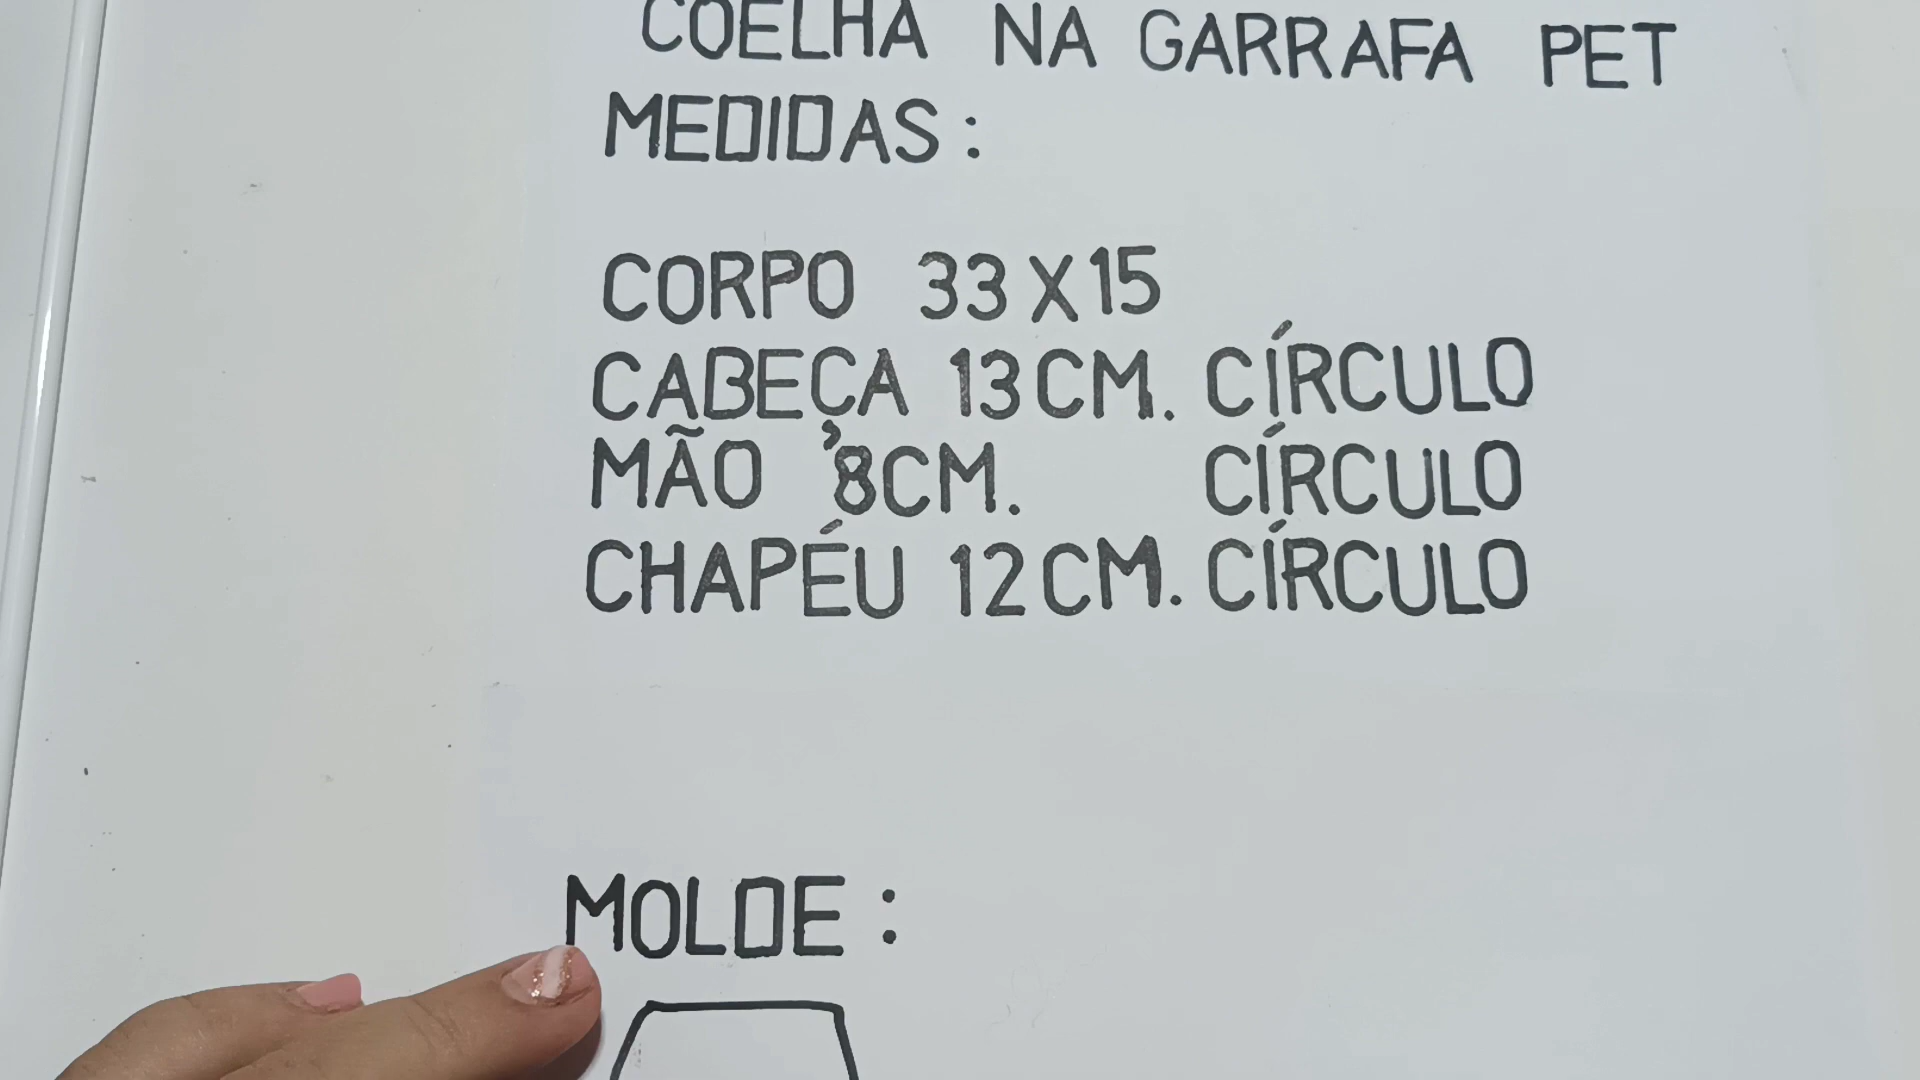 COELHA NA GARRAFA PET
MEDIDAS:
CORPO 33X15
CABEÇA 13CM. CÍRCULO
MÃO 8CM. CÍRCULO
CHAPÉU 12CM. CÍRCULO
MOLDE: